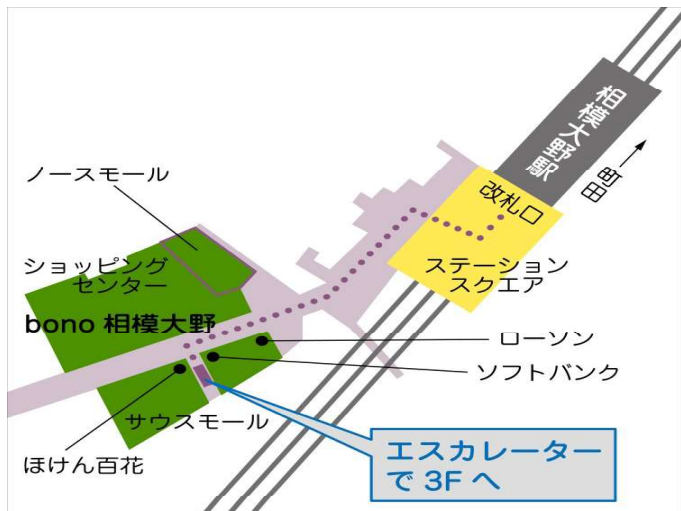 相模大野駅
町田
改札口
ノースモール
ステーション
スクエア
ショッピング
センター
bono 相模大野
ローソン
ソフトバンク
サウスモール
ほけん百花
エスカレーター
で 3F へ